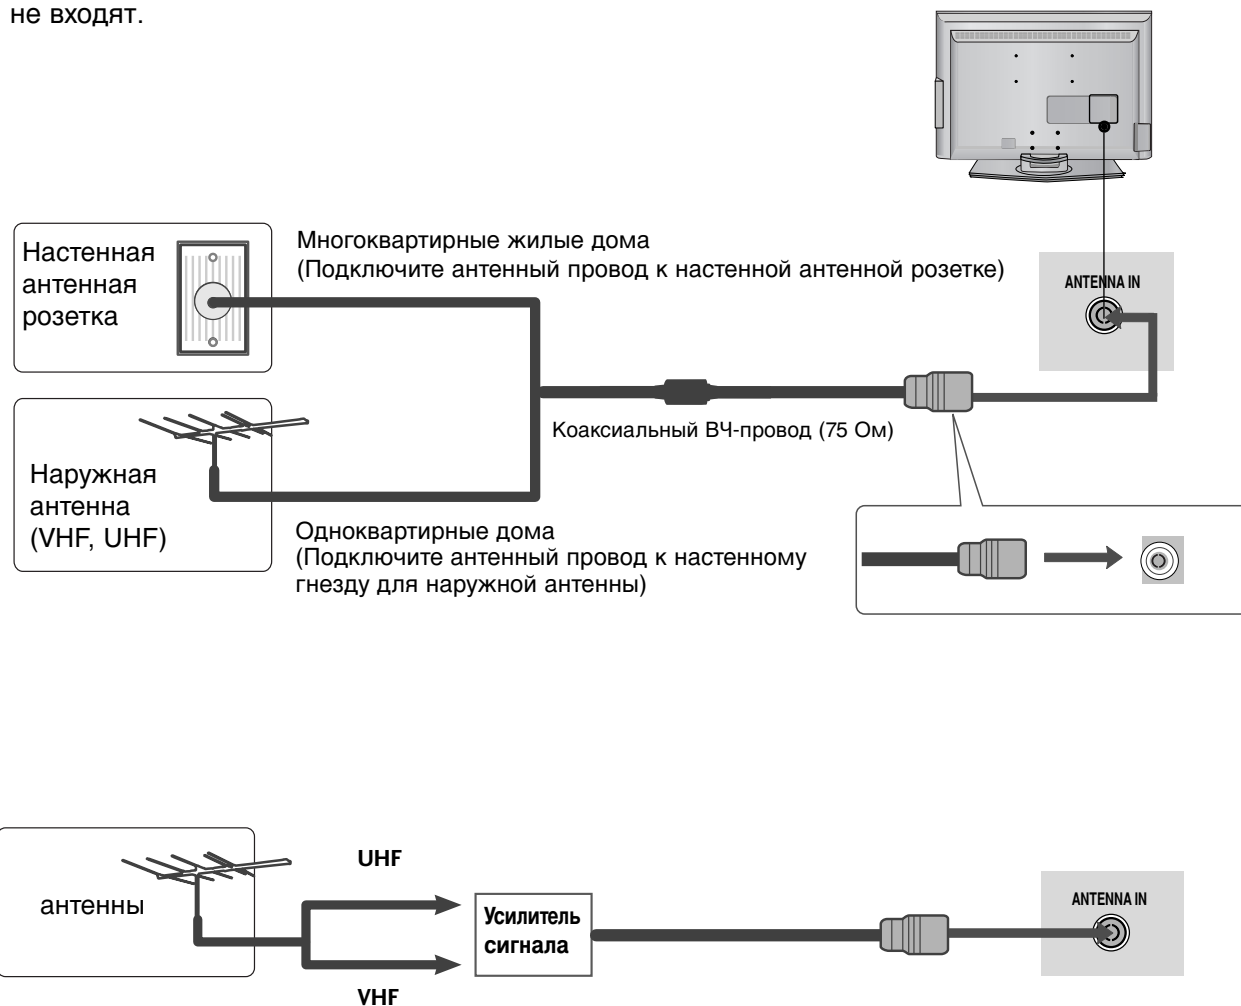 не входят.
Настенная
антенная
розетка
Многоквартирные жилые дома
(Подключите антенный провод к настенной антенной розетке)
ANTENNA IN
Коаксиальный ВЧ-провод (75 Ом)
Наружная
антенна
(VHF, UHF)
Одноквартирные дома
(Подключите антенный провод к настенному
гнезду для наружной антенны)
антенны
UHF
VHF
Усилитель
сигнала
ANTENNA IN